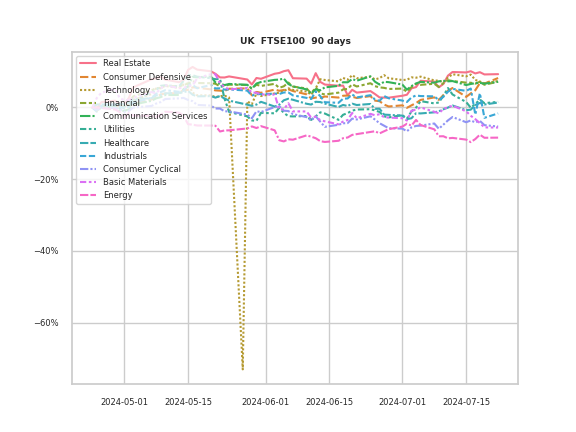 UK  FTSE100  90 days
Real Estate
Consumer Defensive
Technology
Financial
Communication Services
Utilities
Healthcare
Industrials
Consumer Cyclical
Basic Materials
Energy
0%
−20%
−40%
−60%
2024-05-01 2024-05-15 2024-06-01 2024-06-15 2024-07-01 2024-07-15